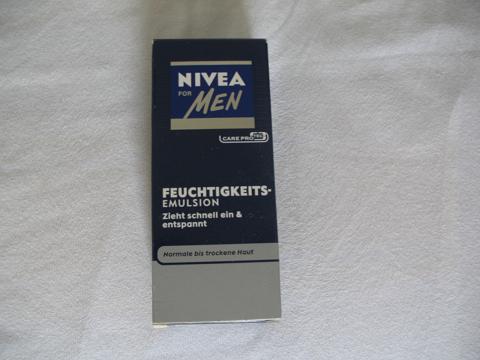 NIVEA
FOR
MEN
CARE PRO
FEUCHTIGKEITS-
EMULSION
Zieht schnell ein &
entspannt
Normale bis trockene Haut